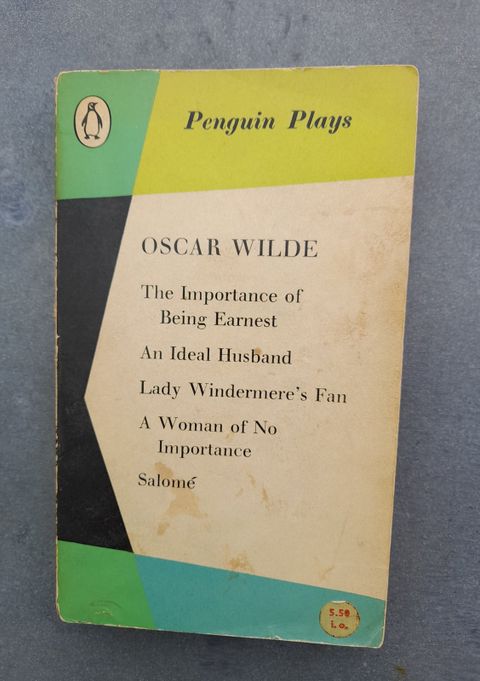 Penguin Plays
OSCAR WILDE
The Importance of
Being Earnest
An Ideal Husband
Lady Windermere's Fan
A Woman of No
Importance
Salomé
5.50
i.o.